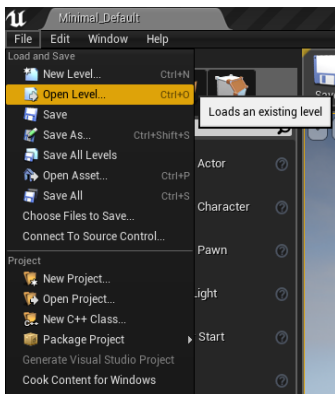 Minimal_Default
File Edit Window Help
Load and Save
New Level... Ctrl+N
Open Level... Ctrl+O
Loads an existing level
Save
Save As... Ctrl+Shift+S
Save All Levels
Open Asset... Ctrl+P
Save All Ctrl+S
Choose Files to Save...
Connect To Source Control...
Actor
Character
Pawn
Light
Start
Project
New Project...
Open Project...
New C++ Class...
Package Project
Generate Visual Studio Project
Cook Content for Windows